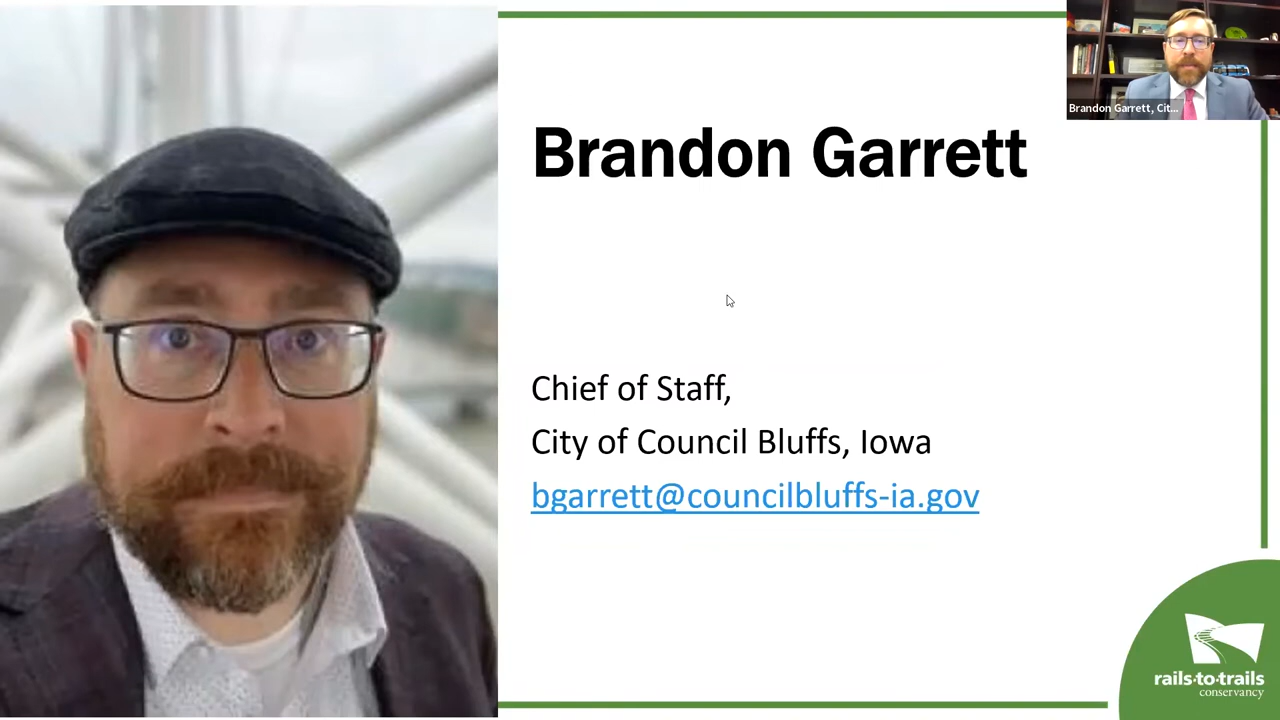 Brandon Garrett, Cit...
Brandon Garrett
Chief of Staff,
City of Council Bluffs, Iowa
bgarrett@councilbluffs-ia.gov
rails·to·trails
conservancy